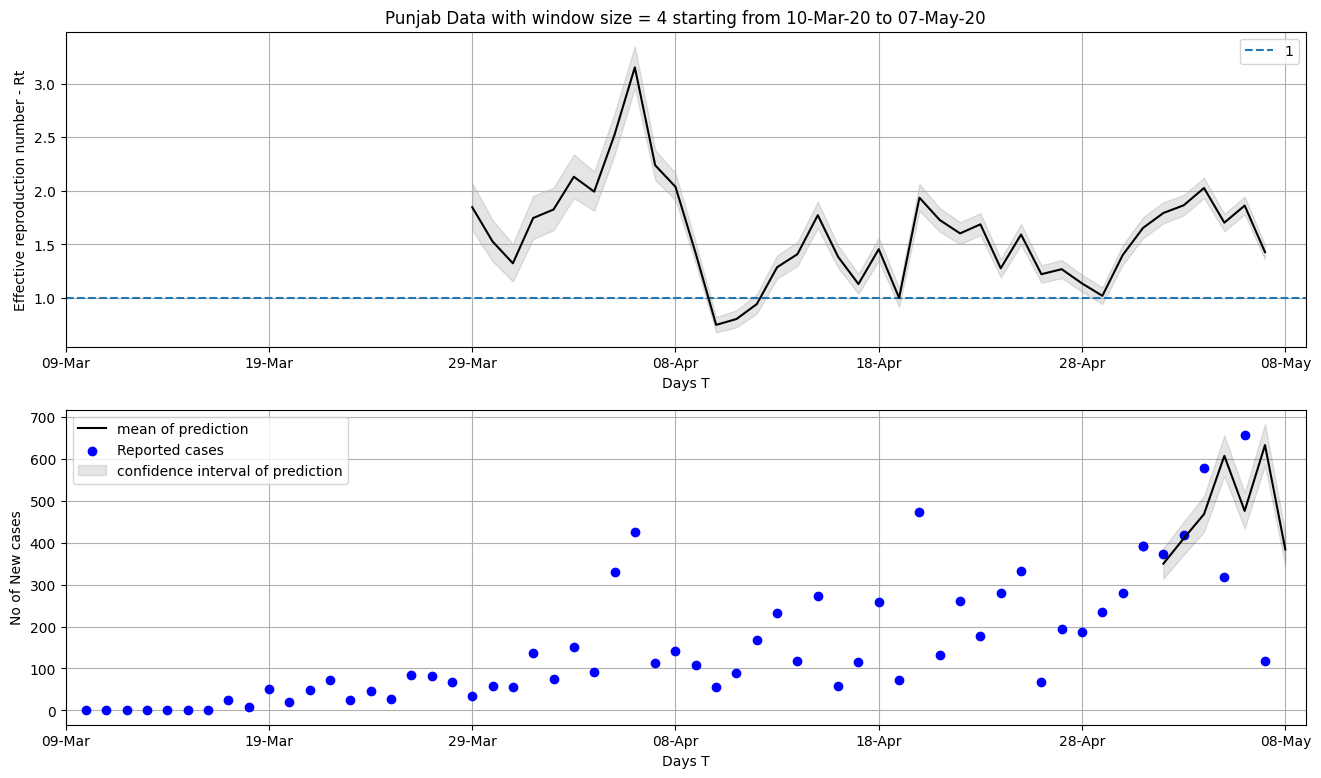 Punjab Data with window size = 4 starting from 10-Mar-20 to 07-May-20
Effective reproduction number - Rt
3.0
2.5
2.0
1.5
1.0
1
09-Mar 19-Mar 29-Mar 08-Apr 18-Apr 28-Apr 08-May
Days T
No of New cases
700
600
500
400
300
200
100
0
mean of prediction
Reported cases
confidence interval of prediction
09-Mar 19-Mar 29-Mar 08-Apr 18-Apr 28-Apr 08-May
Days T